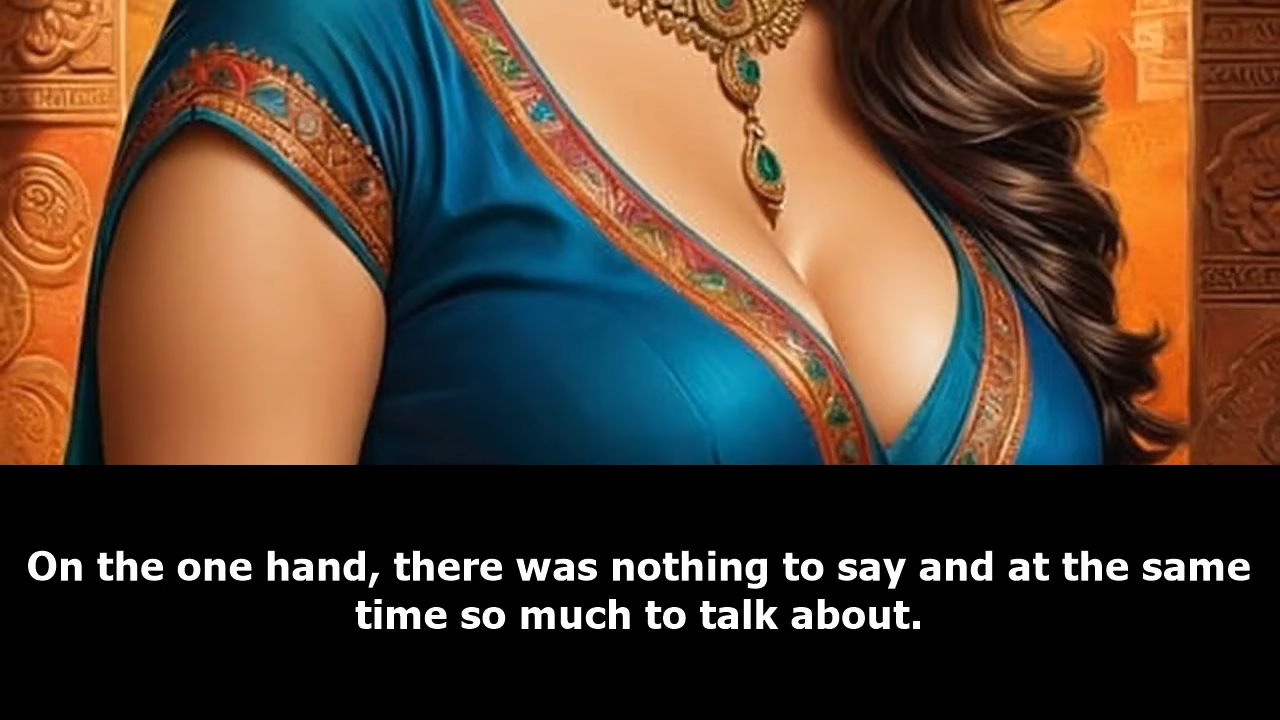 On the one hand, there was nothing to say and at the same
time so much to talk about.